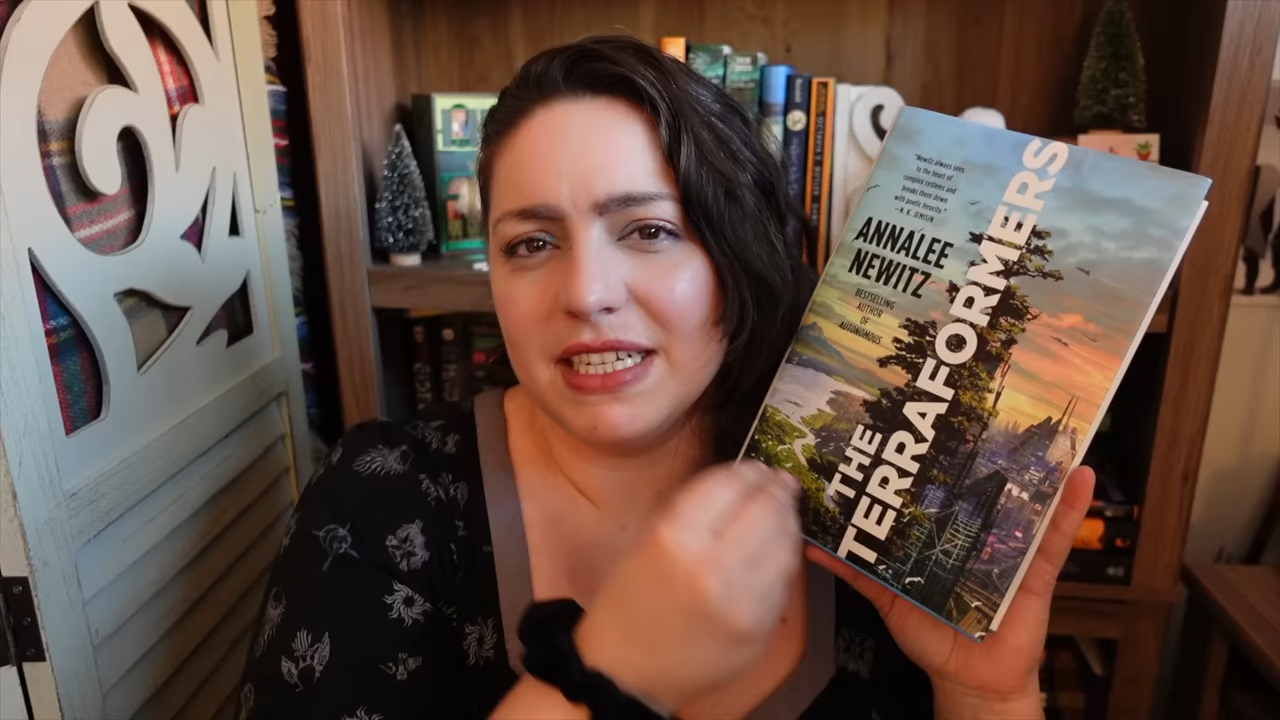 "Newitz always sees
to the heart of
complex systems and
breaks them down
with poetic ferocity."
—N. K. JEMISIN
ANNALEE
NEWITZ
BESTSELLING
AUTHOR
OF
AUTONOMOUS
THE
TERRAFORMERS